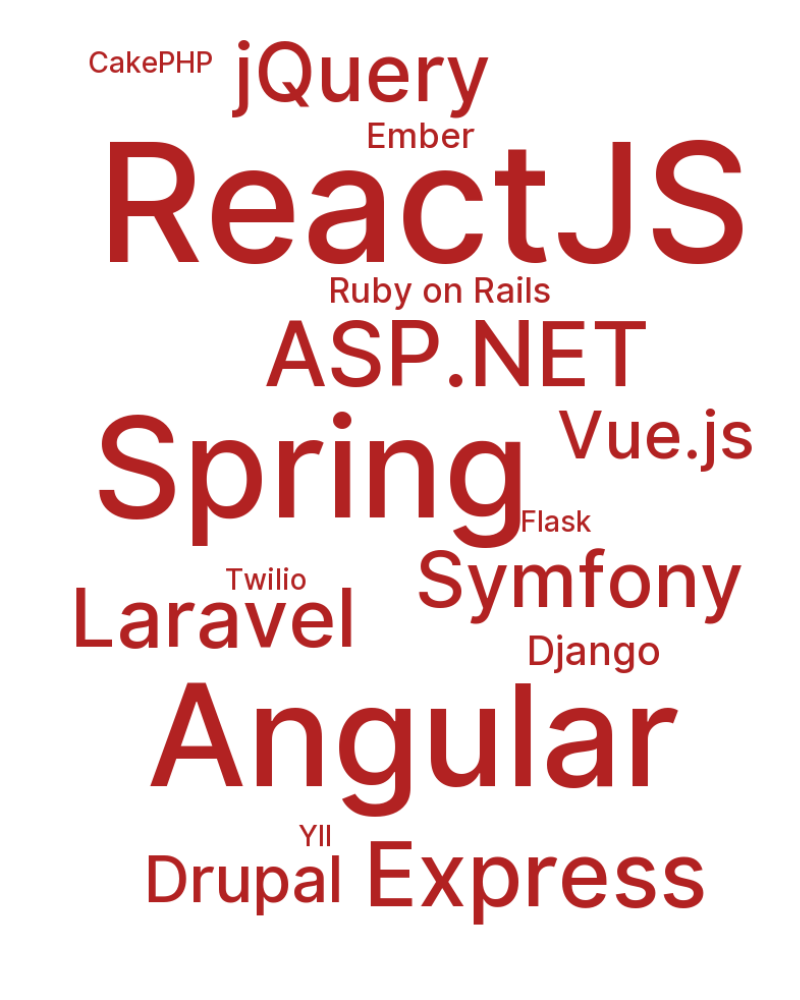 CakePHP
jQuery
Ember
ReactJS
Ruby on Rails
ASP.NET
Vue.js
Spring
Flask
Symfony
Twilio
Laravel
Django
Angular
YII
Drupal
Express